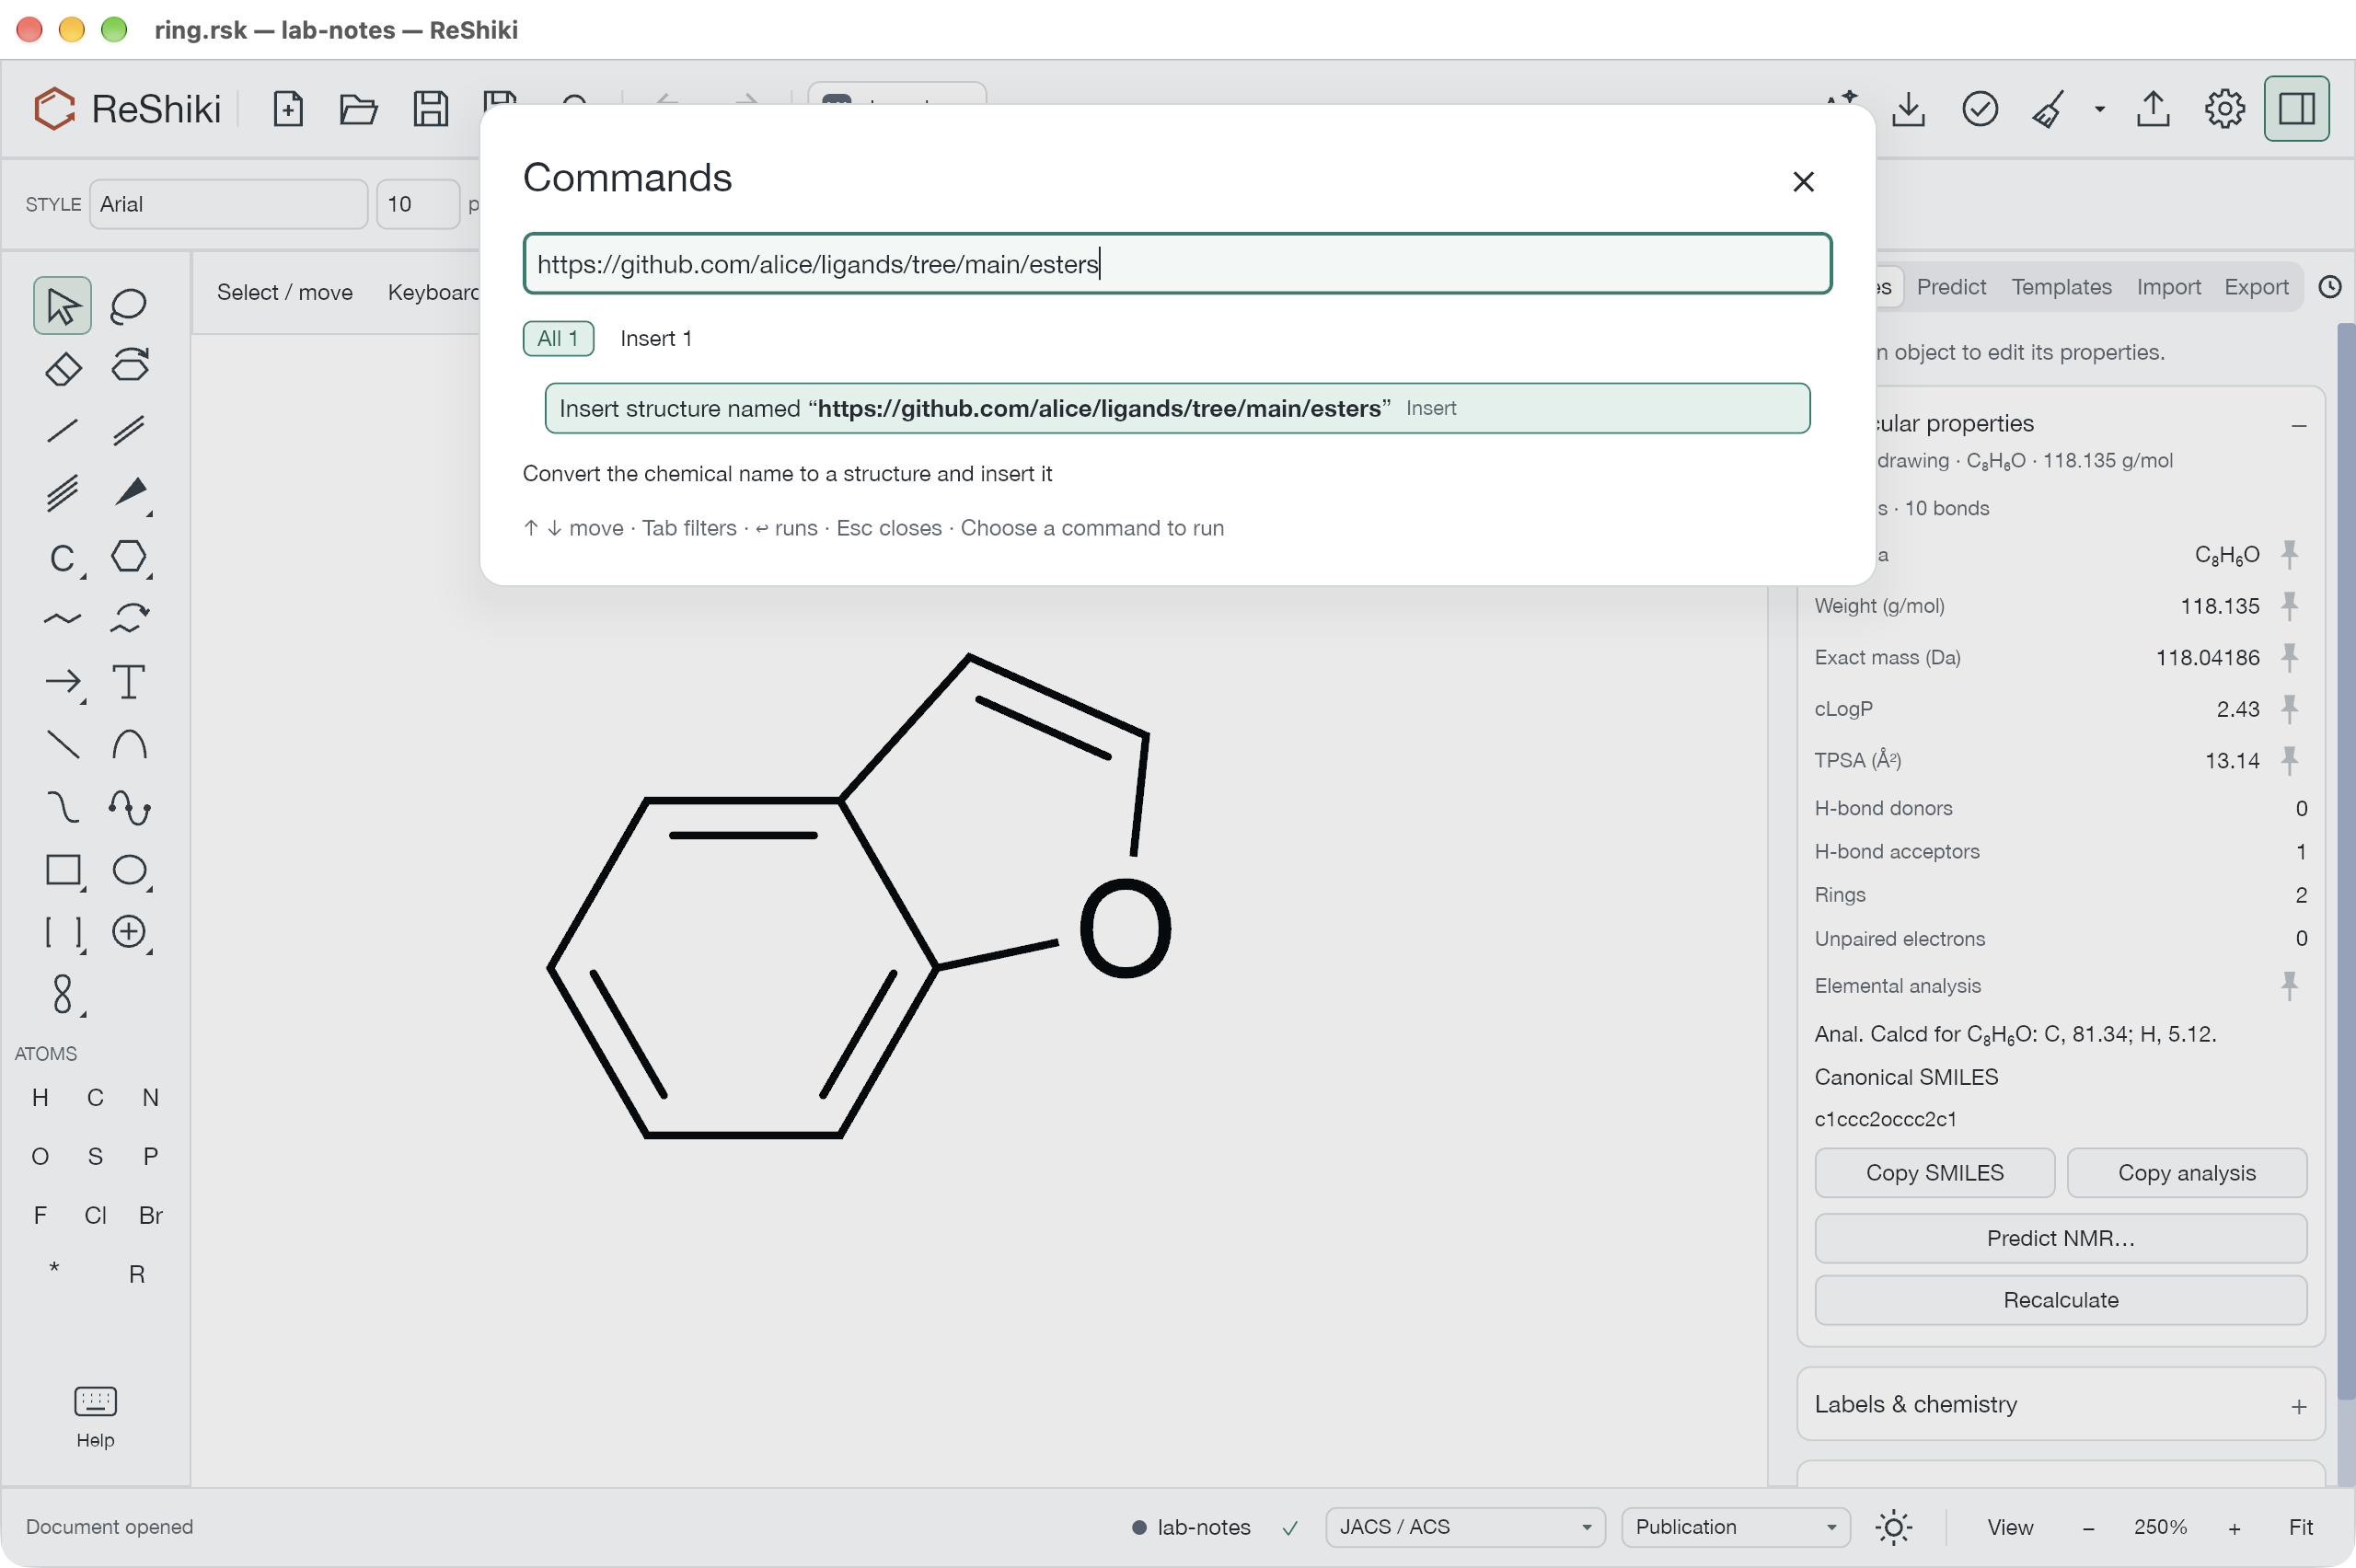 ring.rsk — lab-notes — ReShiki
ReShiki
Commands
STYLE Arial 10
https://github.com/alice/ligands/tree/main/esters
Select / move
Predict Templates Import Export
All 1 Insert 1
object to edit its properties.
Insert structure named “https://github.com/alice/ligands/tree/main/esters” Insert
properties
drawing · C₈H₆O · 118.135 g/mol
Convert the chemical name to a structure and insert it
· 10 bonds
↑ ↓ move · Tab filters · ↩ runs · Esc closes · Choose a command to run
C₈H₆O
Weight (g/mol) 118.135
Exact mass (Da) 118.04186
cLogP 2.43
TPSA (Å²) 13.14
H-bond donors 0
H-bond acceptors 1
Rings 2
Unpaired electrons 0
Elemental analysis
Anal. Calcd for C₈H₆O: C, 81.34; H, 5.12.
Canonical SMILES
c1ccc2occc2c1
Copy SMILES Copy analysis
Predict NMR…
Recalculate
Labels & chemistry
C
T
O
ATOMS
H C N
O S P
F Cl Br
* R
Help
Document opened
lab-notes ✓ JACS / ACS Publication View – 250% + Fit